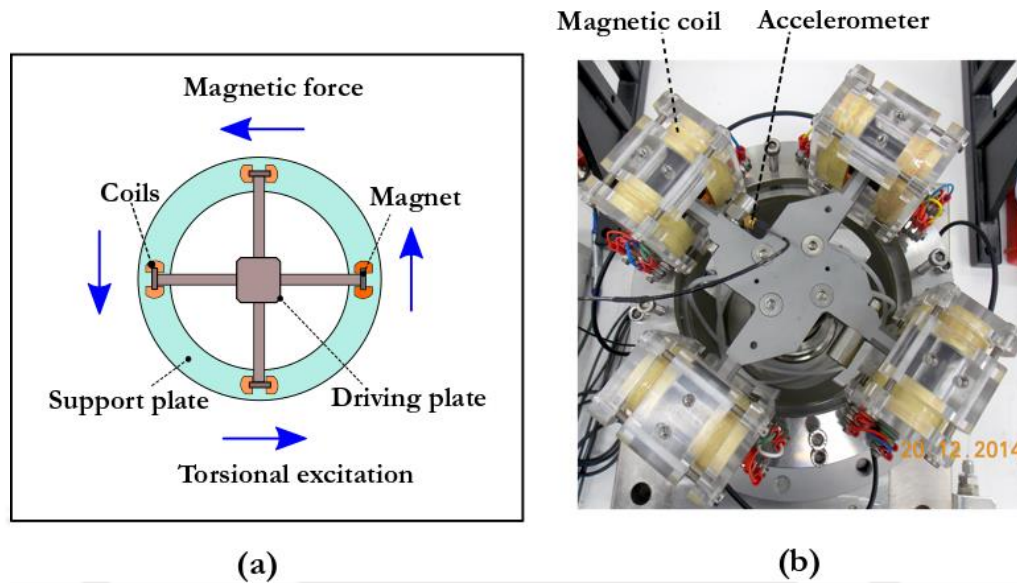 Magnetic force
Coils
Magnet
Support plate
Driving plate
Torsional excitation
(a)
Magnetic coil
Accelerometer
20.12.2014
(b)